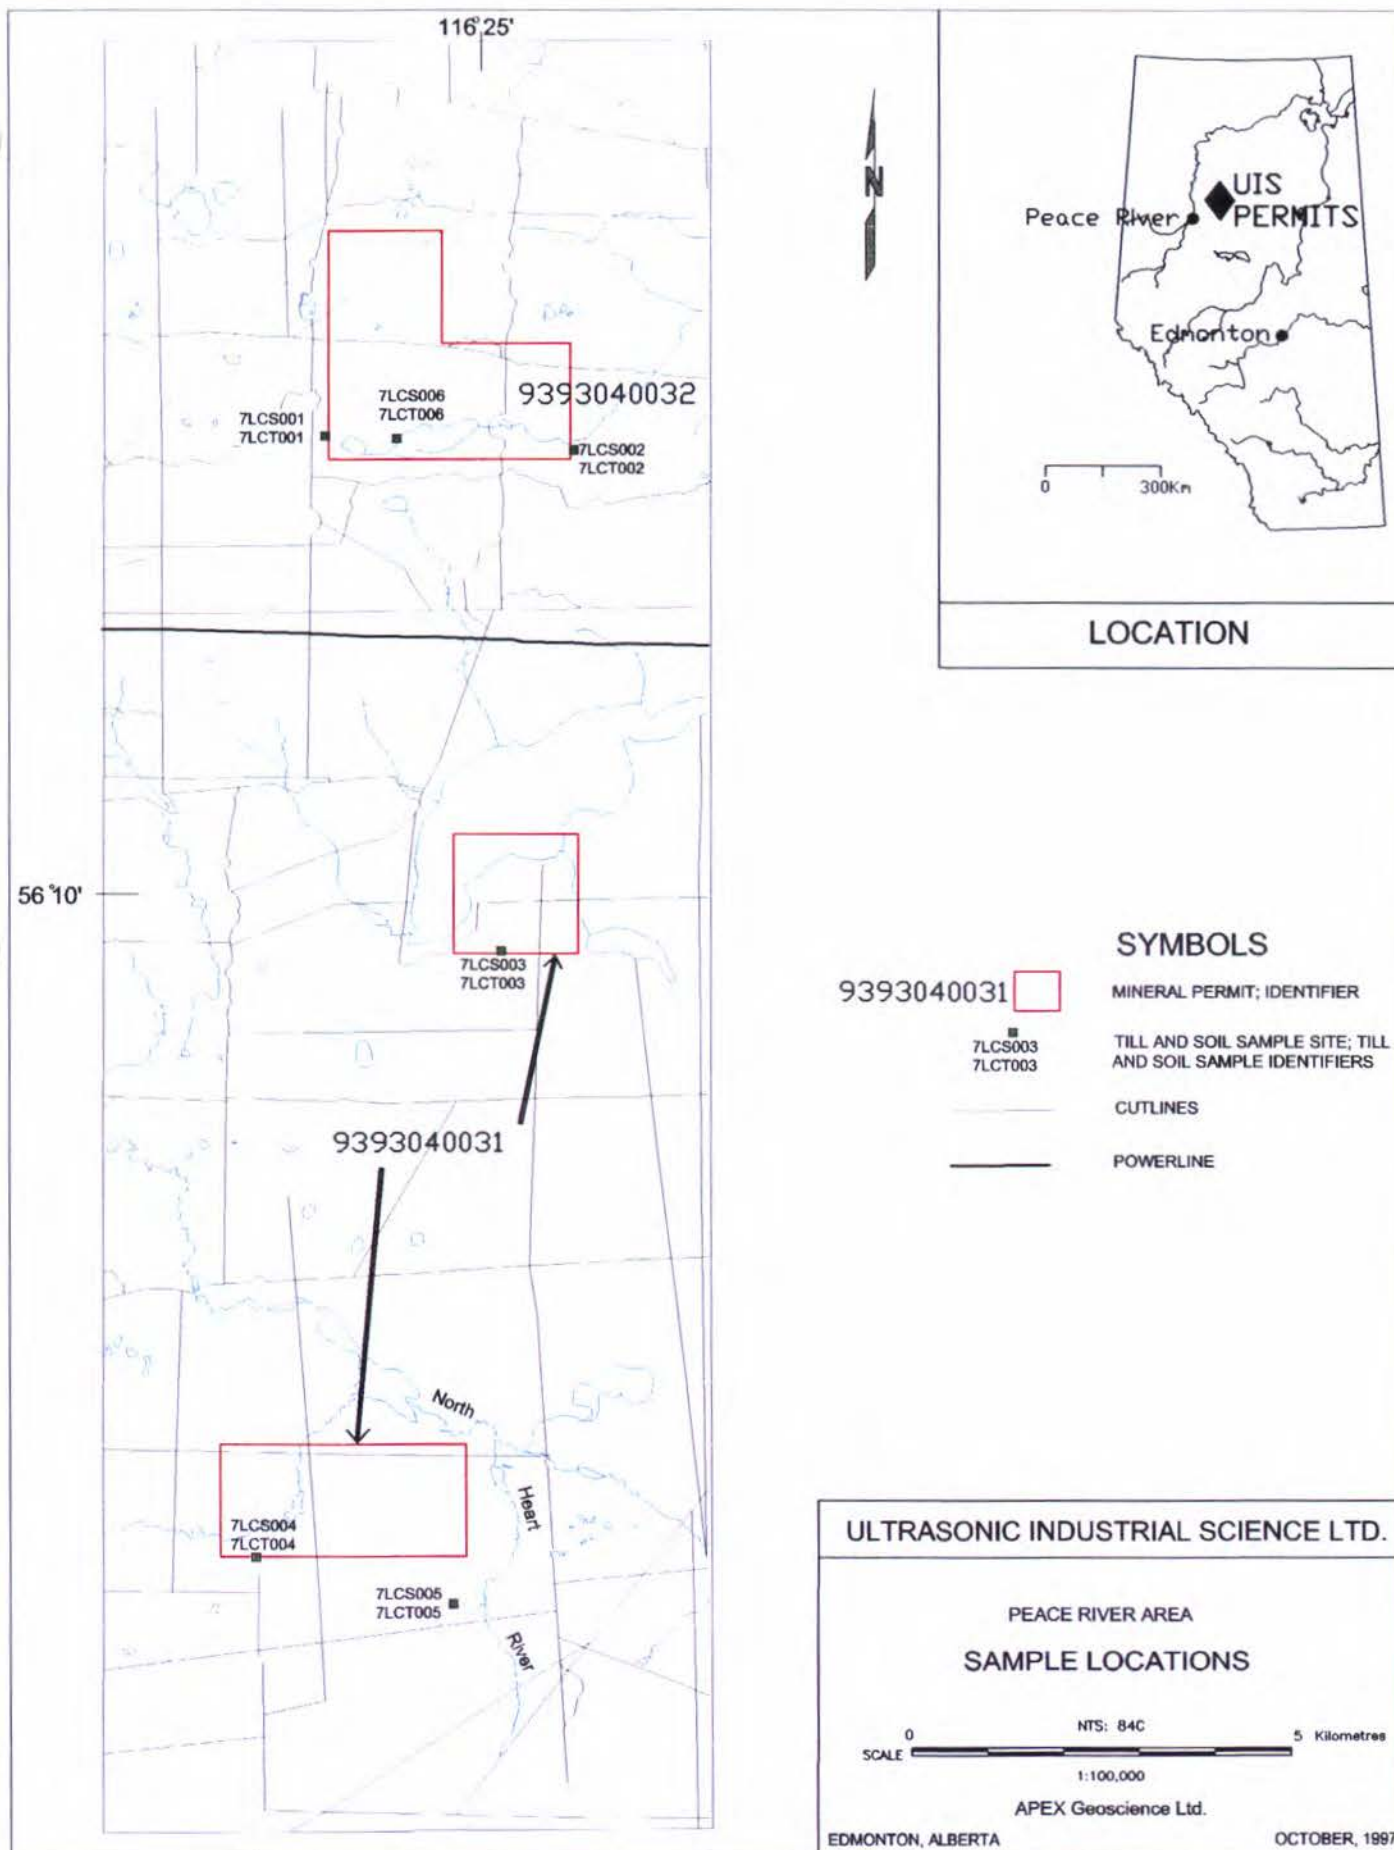 116°25'
N
UIS
PERMITS
Peace River
Edmonton
0 300Km
LOCATION
9393040032
7LCS001
7LCT001
7LCS006
7LCT006
7LCS002
7LCT002
56°10'
7LCS003
7LCT003
9393040031
SYMBOLS
9393040031 MINERAL PERMIT; IDENTIFIER
7LCS003
7LCT003
TILL AND SOIL SAMPLE SITE; TILL
AND SOIL SAMPLE IDENTIFIERS
CUTLINES
POWERLINE
North
Heart
River
7LCS004
7LCT004
7LCS005
7LCT005
ULTRASONIC INDUSTRIAL SCIENCE LTD.
PEACE RIVER AREA
SAMPLE LOCATIONS
NTS: 84C
0 5 Kilometres
SCALE
1:100,000
APEX Geoscience Ltd.
EDMONTON, ALBERTA OCTOBER, 1997